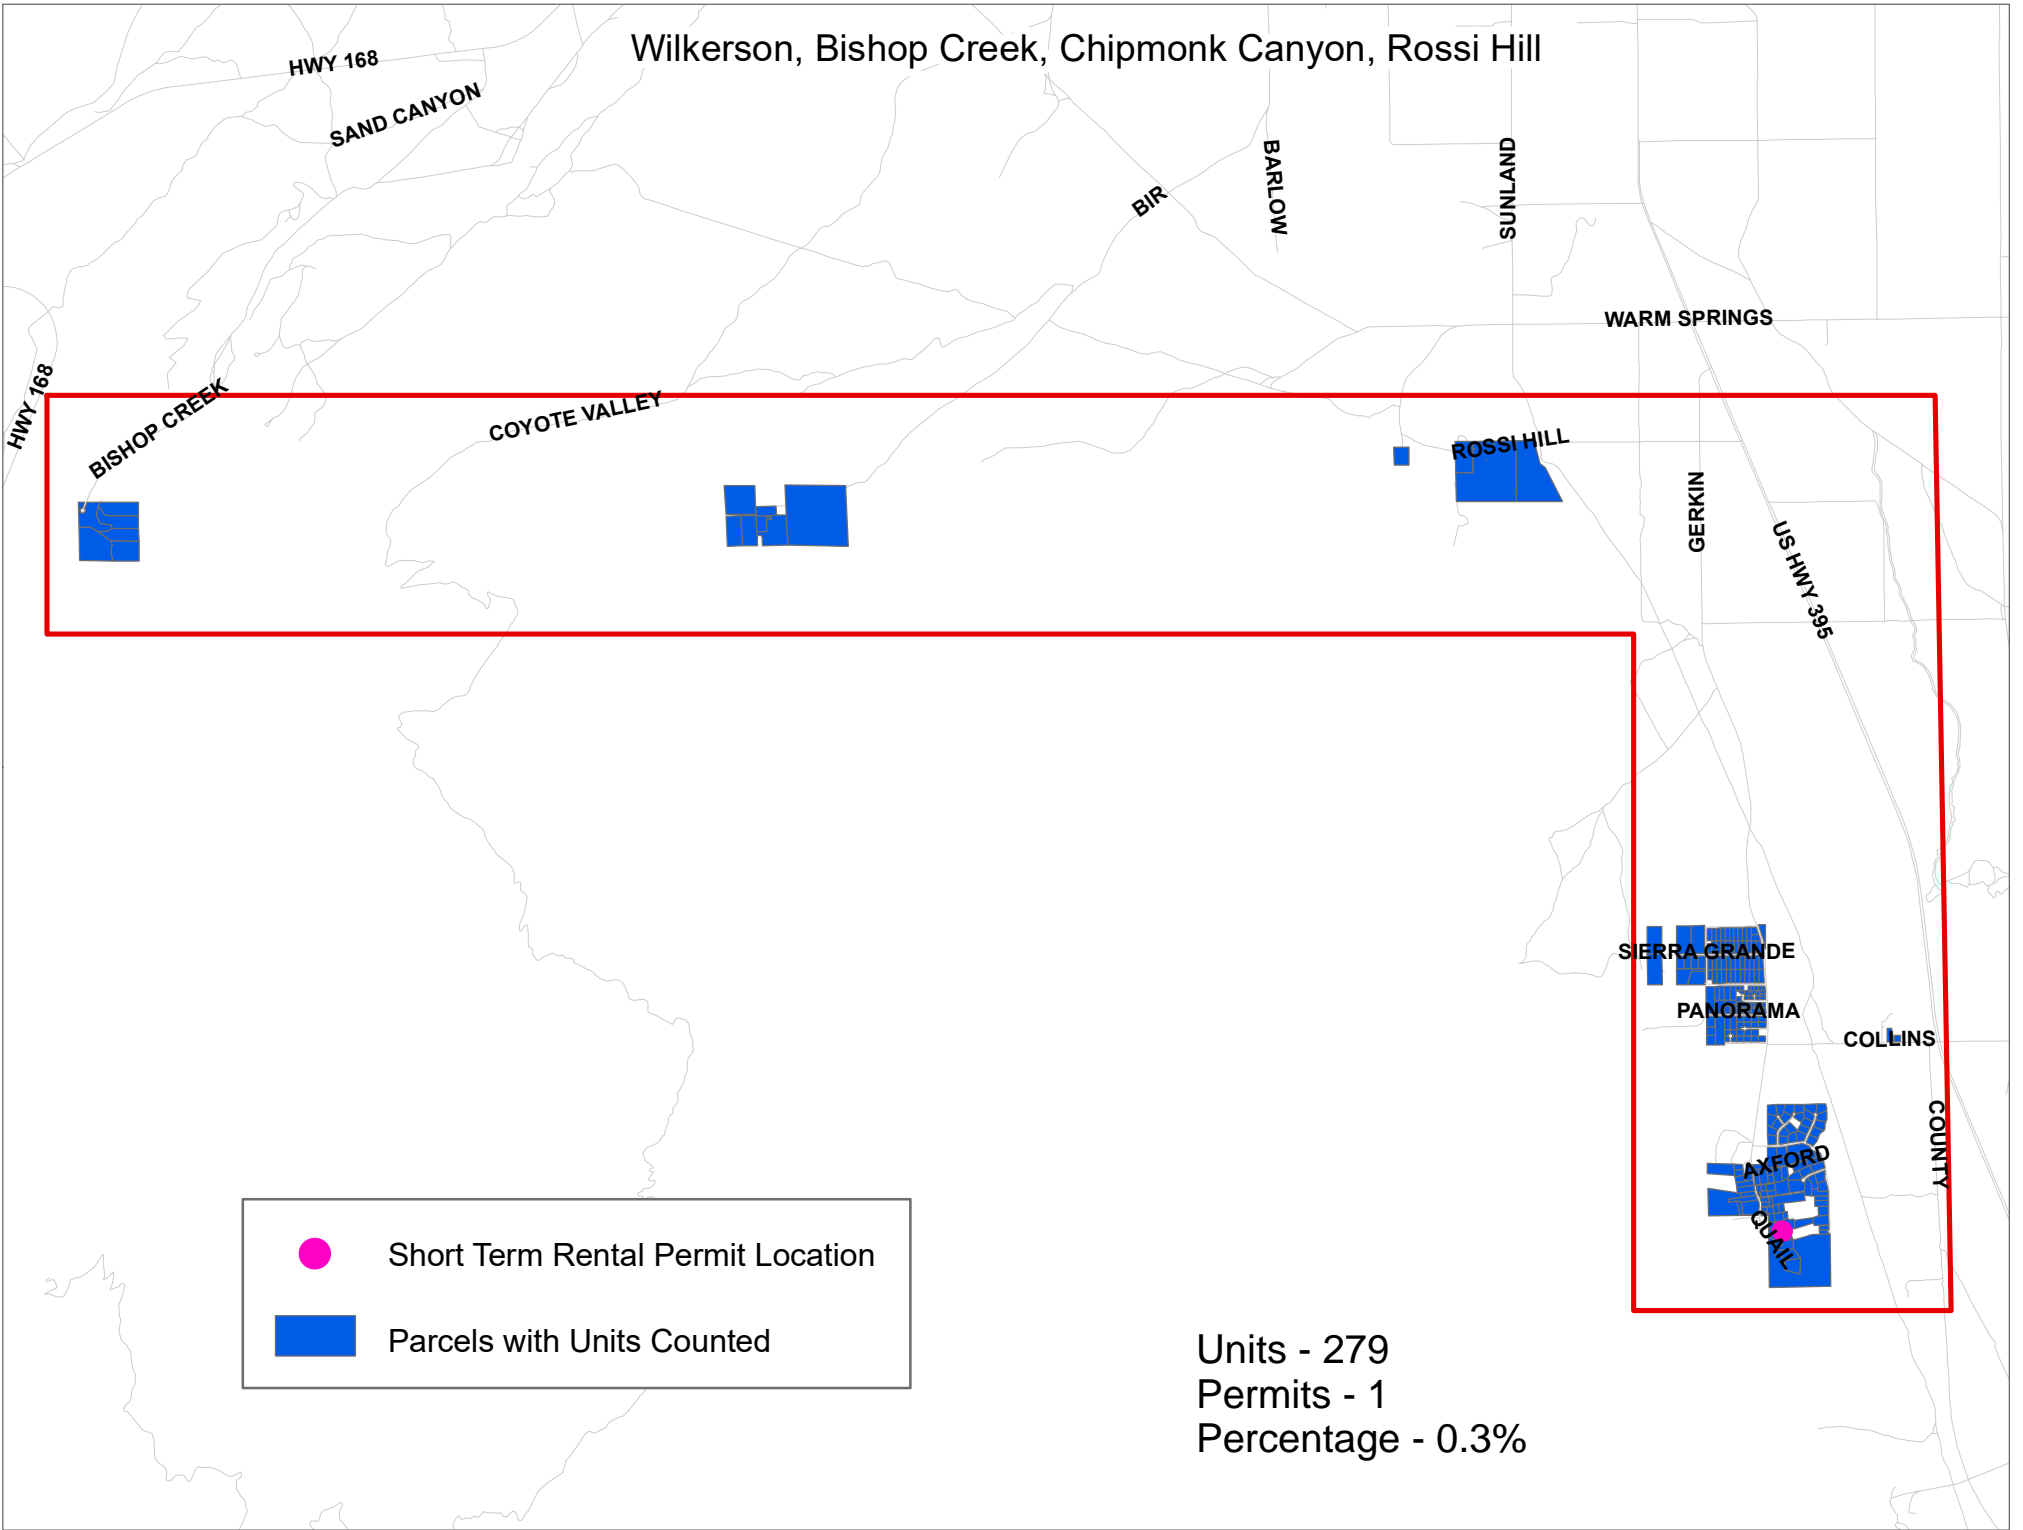 Wilkerson, Bishop Creek, Chipmonk Canyon, Rossi Hill
HWY 168
SAND CANYON
BARLOW
SUNLAND
BIR
WARM SPRINGS
HWY 168
BISHOP CREEK
COYOTE VALLEY
ROSSI HILL
GERKIN
US HWY 395
SIERRA GRANDE
PANORAMA
COLLINS
COUNTY
AXFORD
QUAIL
Short Term Rental Permit Location
Parcels with Units Counted
Units - 279
Permits - 1
Percentage - 0.3%